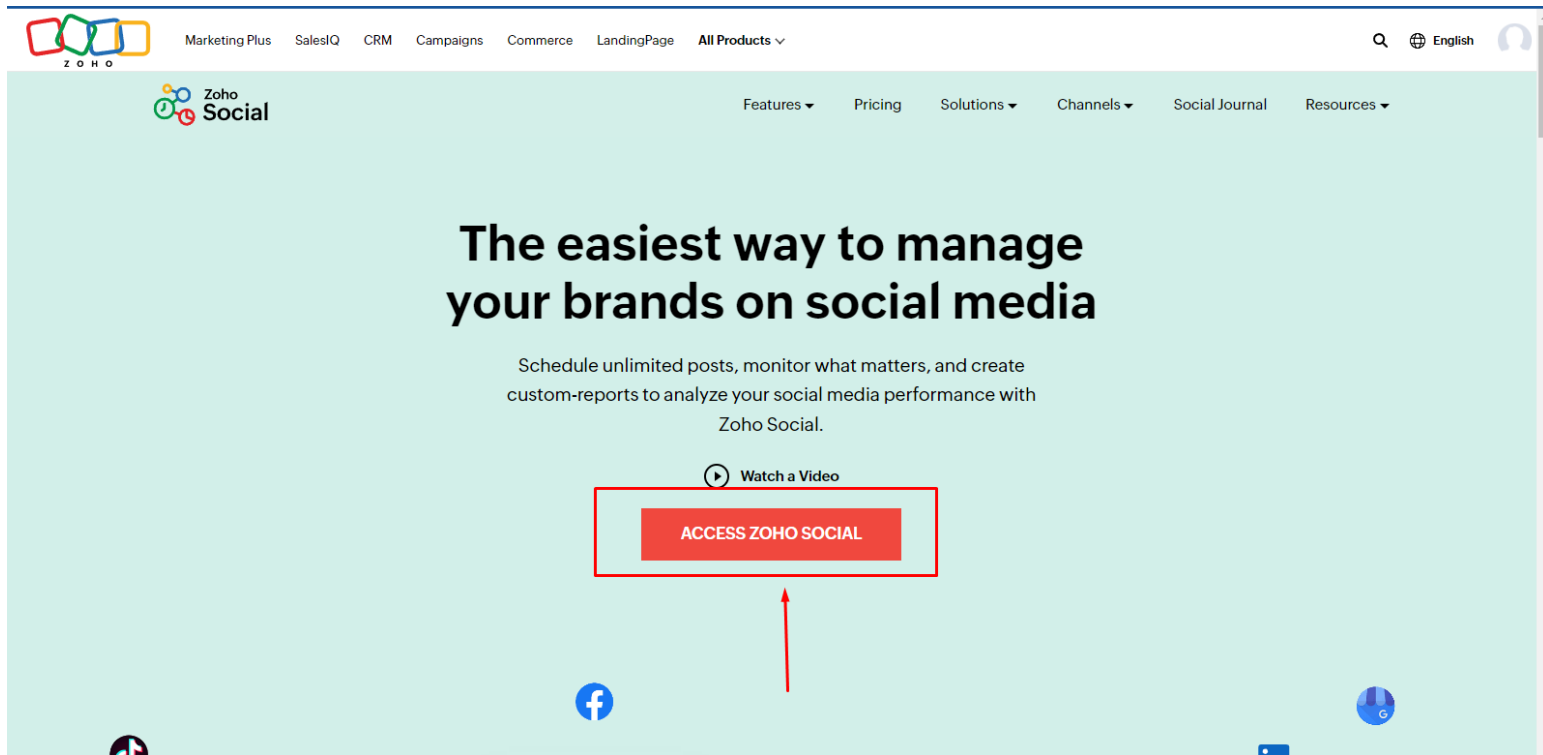 ZOHO
Marketing Plus SalesIQ CRM Campaigns Commerce LandingPage All Products English
Zoho
Social
Features Pricing Solutions Channels Social Journal Resources
The easiest way to manage
your brands on social media
Schedule unlimited posts, monitor what matters, and create
custom-reports to analyze your social media performance with
Zoho Social.
Watch a Video
ACCESS ZOHO SOCIAL
f
G